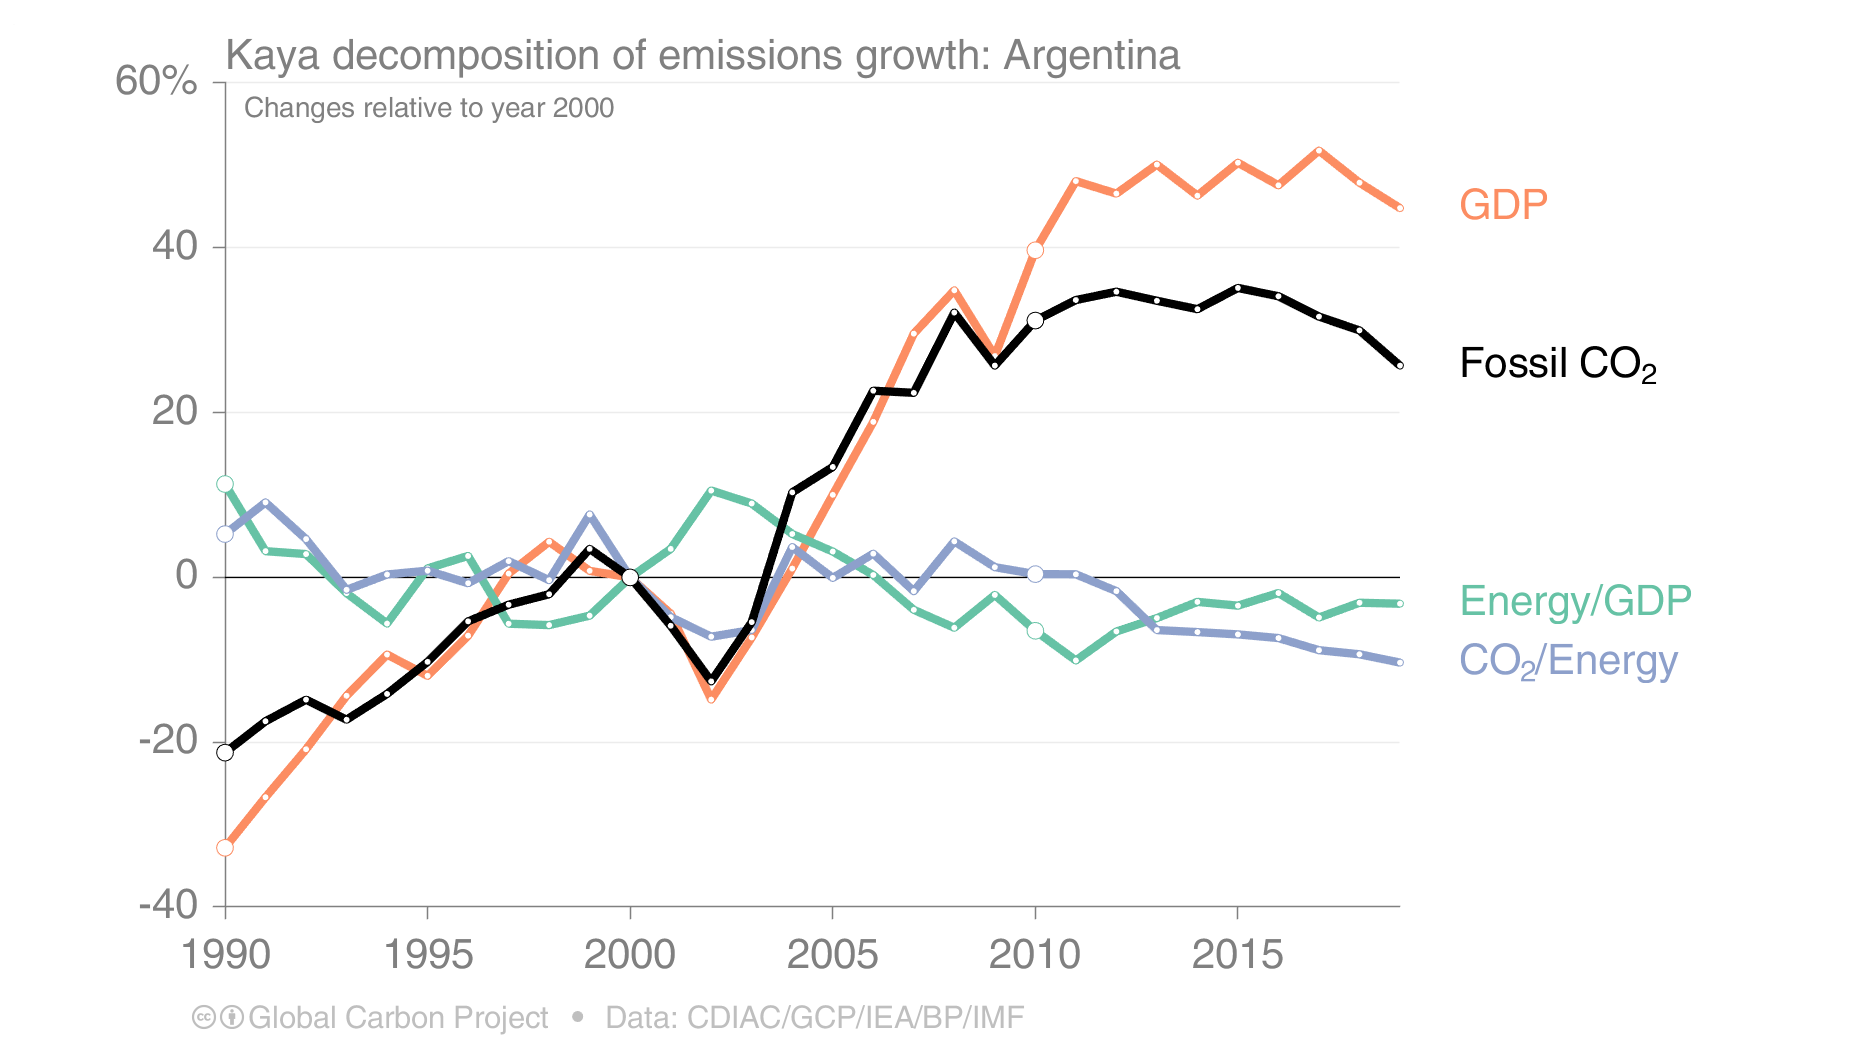 Kaya decomposition of emissions growth: Argentina
60%
Changes relative to year 2000
40
20
0
-20
-40
GDP
Fossil CO₂
Energy/GDP
CO₂/Energy
1990 1995 2000 2005 2010 2015
cc Global Carbon Project • Data: CDIAC/GCP/IEA/BP/IMF